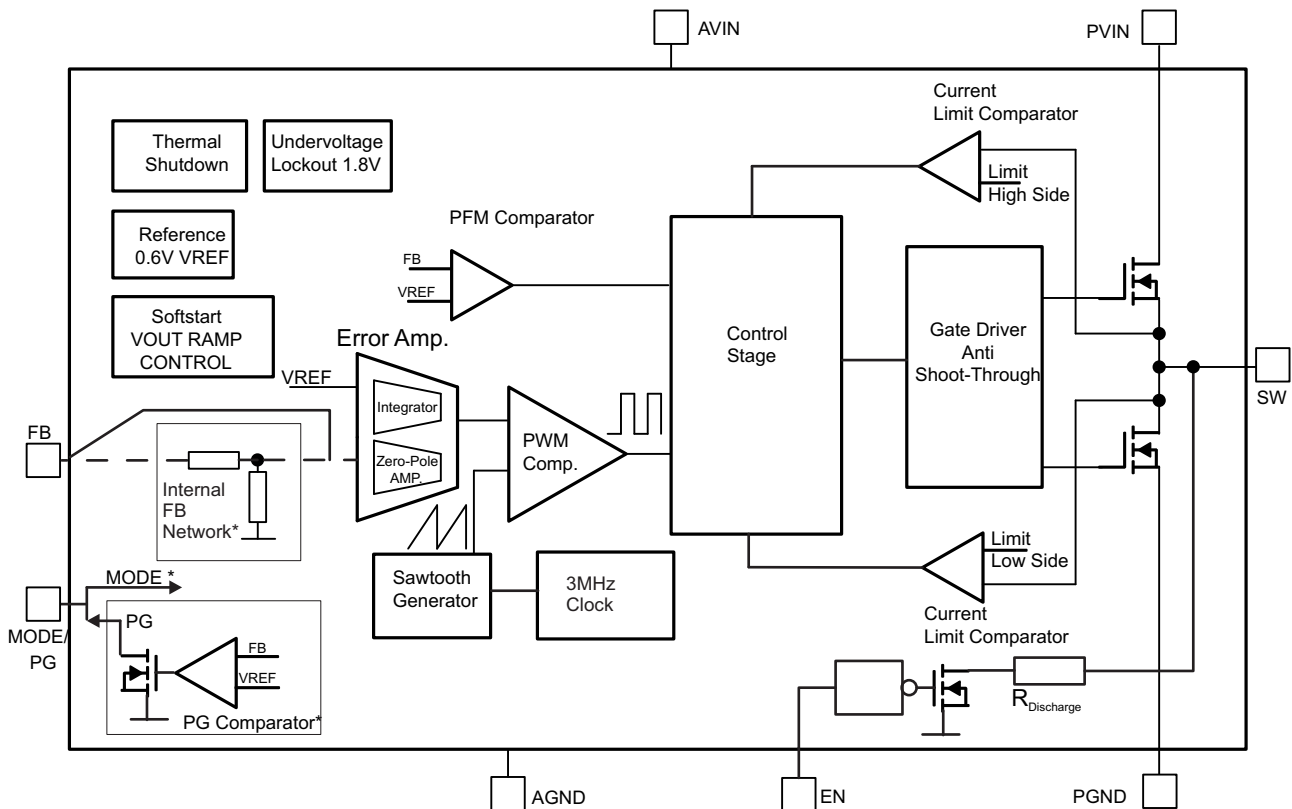 AVIN
PVIN
Current
Limit Comparator
Thermal
Shutdown
Undervoltage
Lockout 1.8V
Limit
High Side
PFM Comparator
Reference
0.6V VREF
FB
VREF
Softstart
VOUT RAMP
CONTROL
Error Amp.
Control
Stage
Gate Driver
Anti
Shoot-Through
VREF
Integrator
SW
FB
PWM
Comp.
Zero-Pole
AMP.
Internal
FB
Network*
Limit
Low Side
MODE *
Sawtooth
Generator
3MHz
Clock
Current
Limit Comparator
MODE/
PG
PG
FB
VREF
PG Comparator*
RDischarge
AGND
EN
PGND